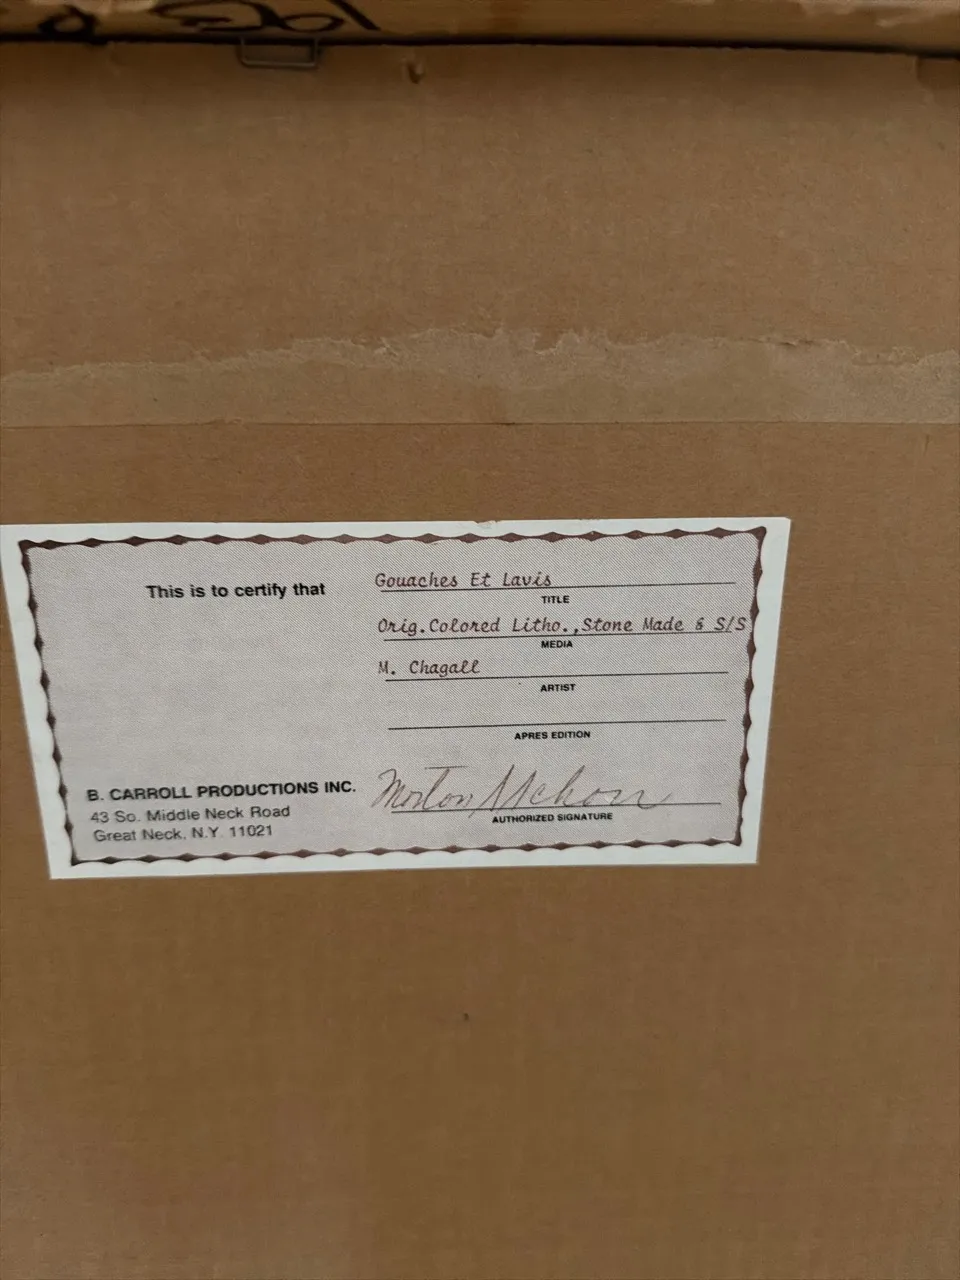 This is to certify that
Gouaches Et Lavis
TITLE
Orig.Colored Litho.,Stone Made & S/S
MEDIA
M. Chagall
ARTIST
APRES EDITION
B. CARROLL PRODUCTIONS INC.
43 So. Middle Neck Road
Great Neck, N.Y. 11021
Morton
AUTHORIZED SIGNATURE